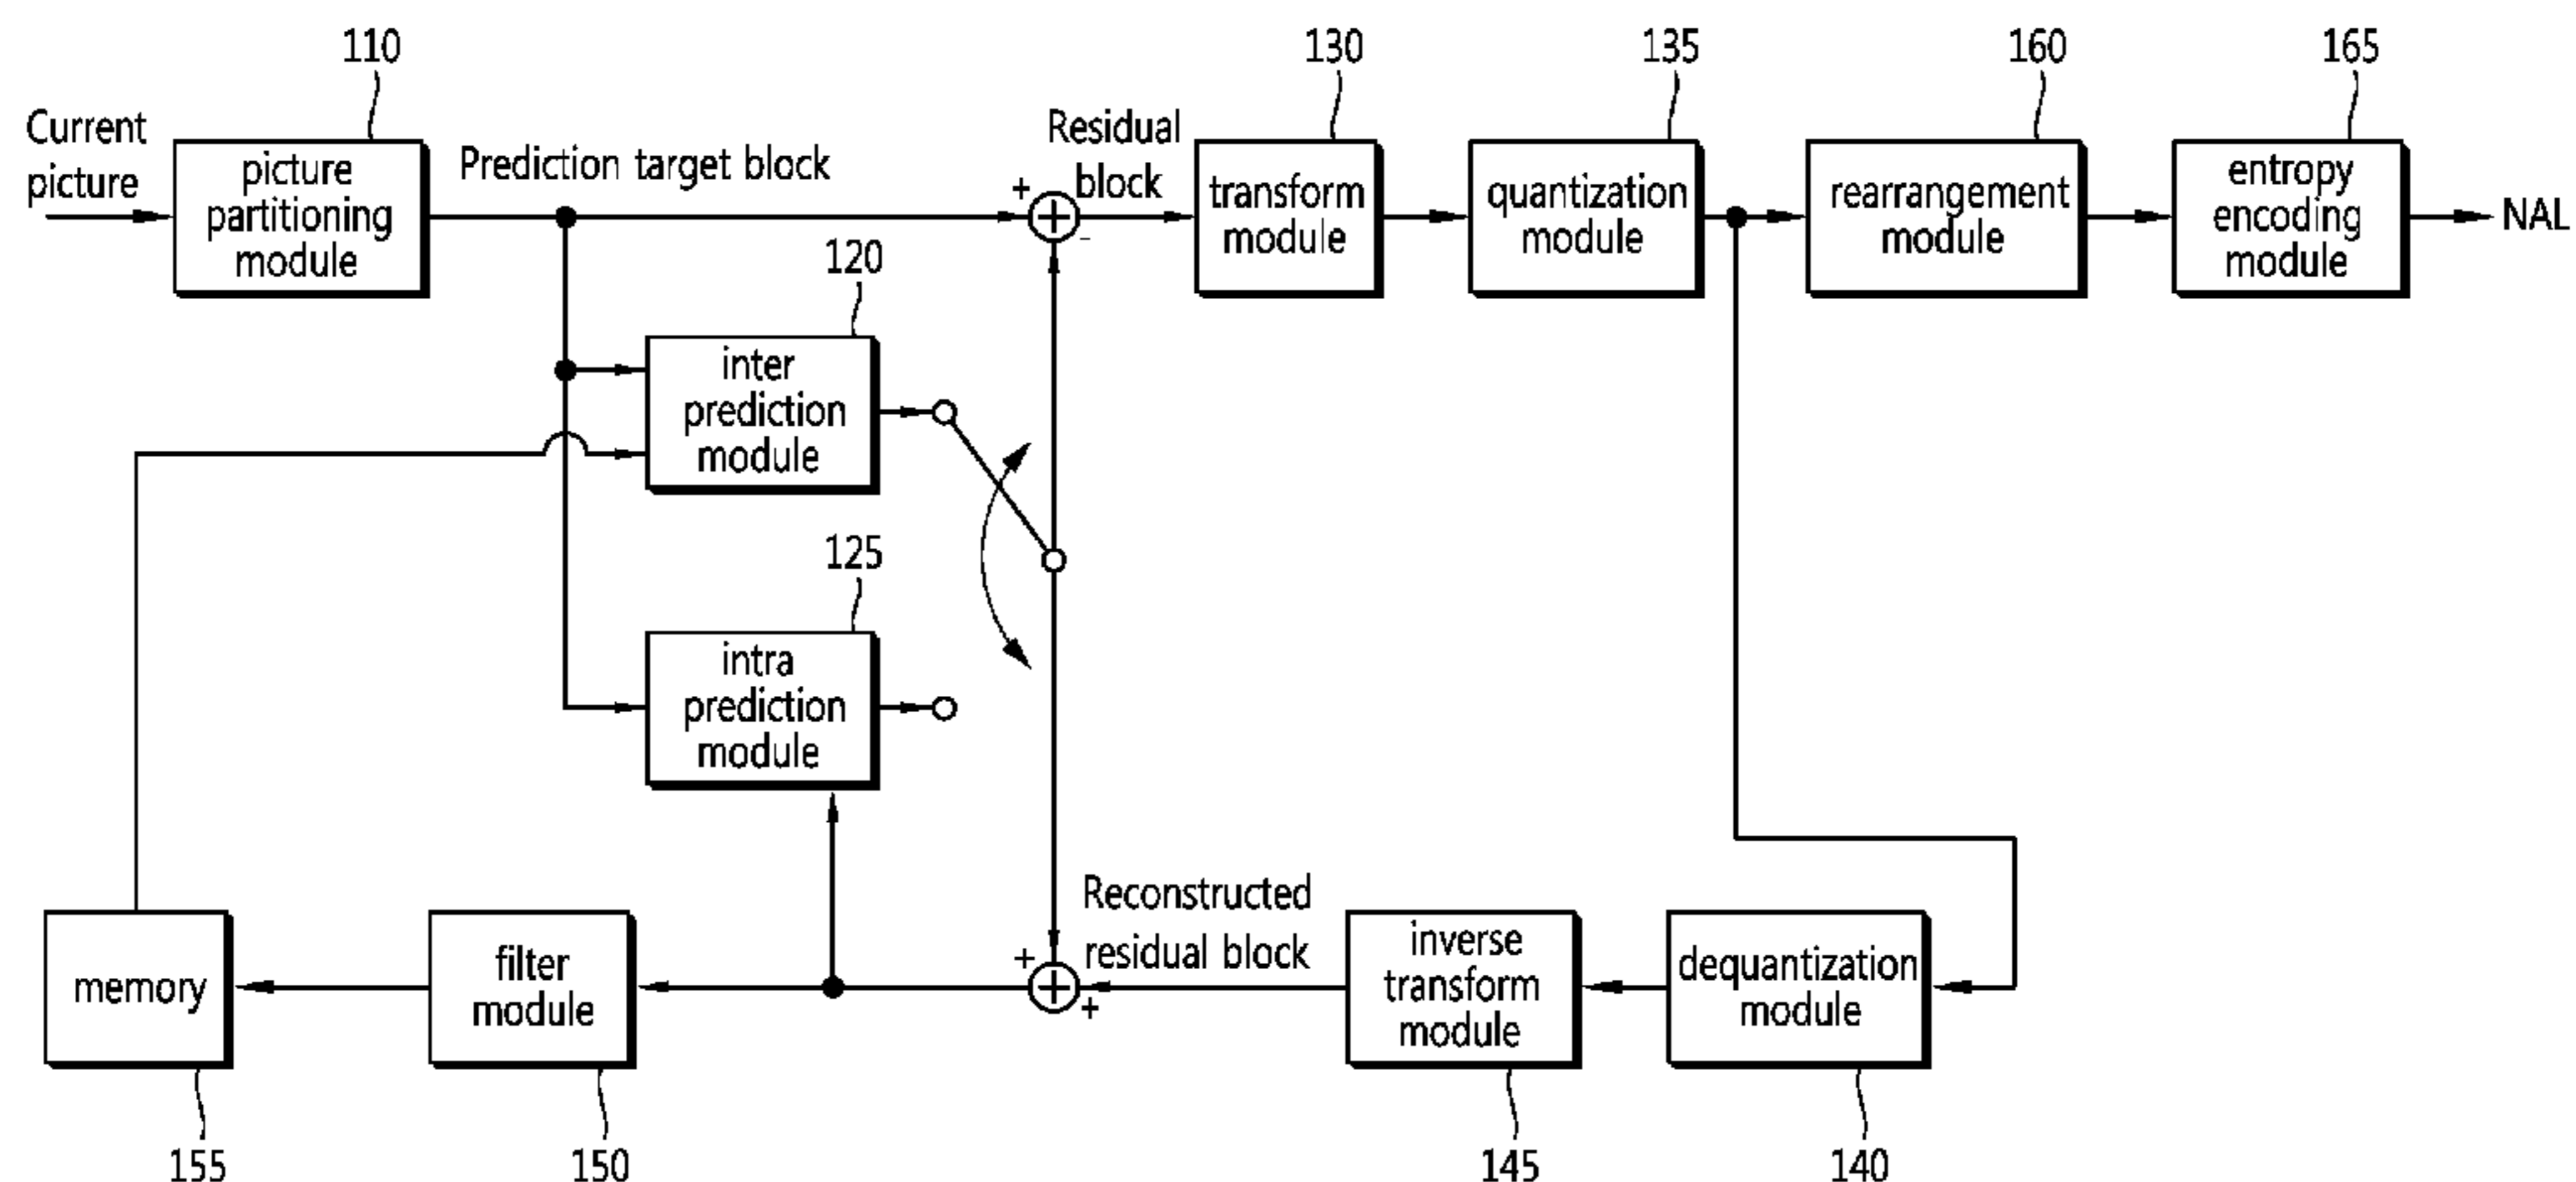 110
130
135
160
165
Current
picture
picture
partitioning
module
Prediction target block
+
-
Residual
block
transform
module
quantization
module
rearrangement
module
entropy
encoding
module
NAL
120
inter
prediction
module
125
intra
prediction
module
memory
filter
module
+
+
Reconstructed
residual block
inverse
transform
module
dequantization
module
155
150
145
140